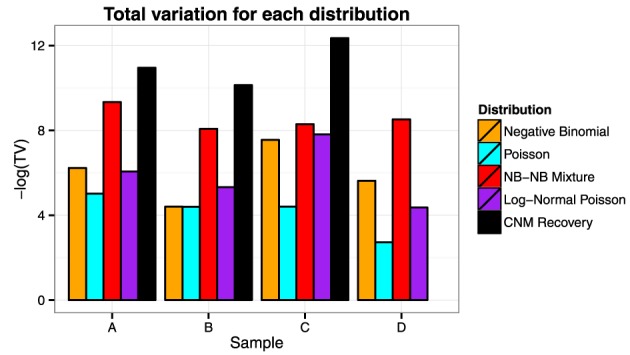 Total variation for each distribution
12
8
4
0
−log(TV)
A
B
C
D
Sample
Distribution
Negative Binomial
Poisson
NB−NB Mixture
Log−Normal Poisson
CNM Recovery